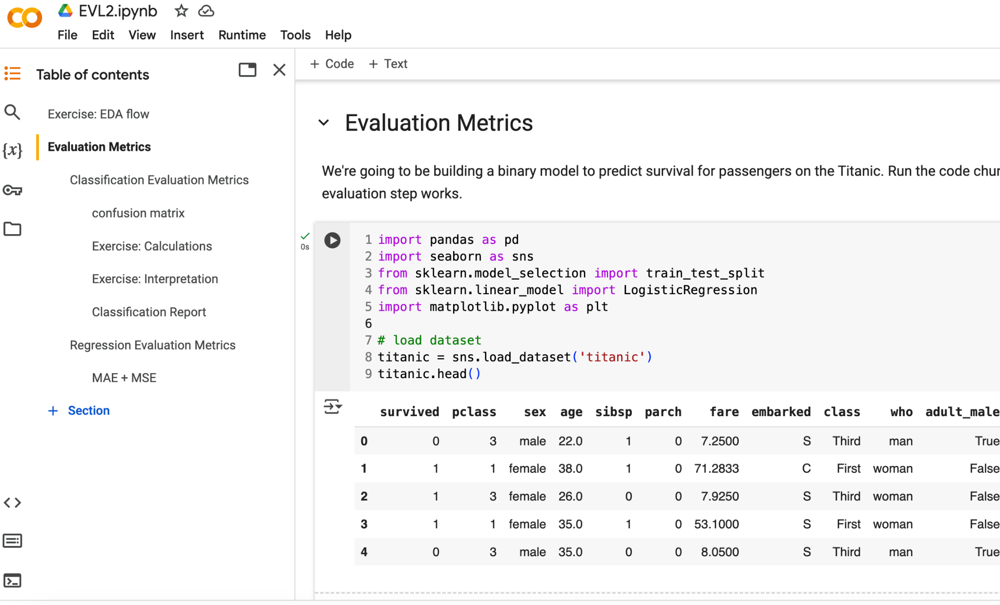 EVL2.ipynb
File Edit View Insert Runtime Tools Help
Table of contents
+ Code + Text
Exercise: EDA flow
Evaluation Metrics
Classification Evaluation Metrics
confusion matrix
Exercise: Calculations
Exercise: Interpretation
Classification Report
Regression Evaluation Metrics
MAE + MSE
+ Section
{x}
Evaluation Metrics
We're going to be building a binary model to predict survival for passengers on the Titanic. Run the code
evaluation step works.
0s
1 import pandas as pd
2 import seaborn as sns
3 from sklearn.model_selection import train_test_split
4 from sklearn.linear_model import LogisticRegression
5 import matplotlib.pyplot as plt
6
7 # load dataset
8 titanic = sns.load_dataset('titanic')
9 titanic.head()
survived pclass sex age sibsp parch fare embarked class who adult_male
0 0 3 male 22.0 1 0 7.2500 S Third man True
1 1 1 female 38.0 1 0 71.2833 C First woman False
2 1 3 female 26.0 0 0 7.9250 S Third woman False
3 1 1 female 35.0 1 0 53.1000 S First woman False
4 0 3 male 35.0 0 0 8.0500 S Third man True